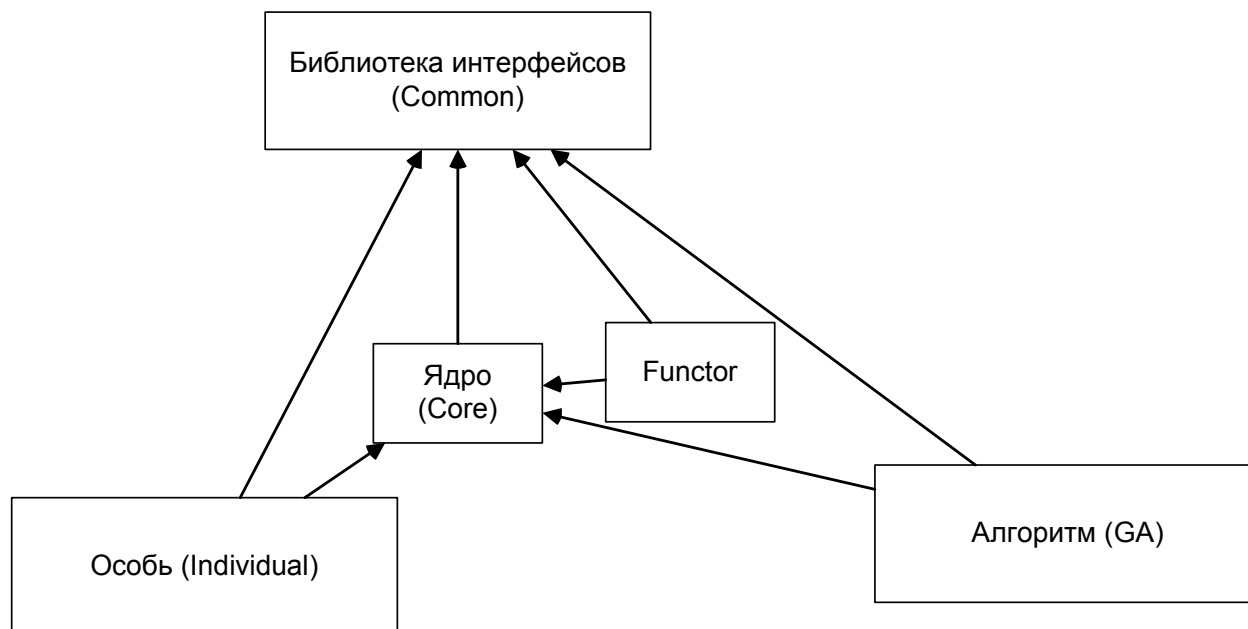 Библиотека интерфейсов
(Common)
Ядро
(Core)
Functor
Особь (Individual)
Алгоритм (GA)